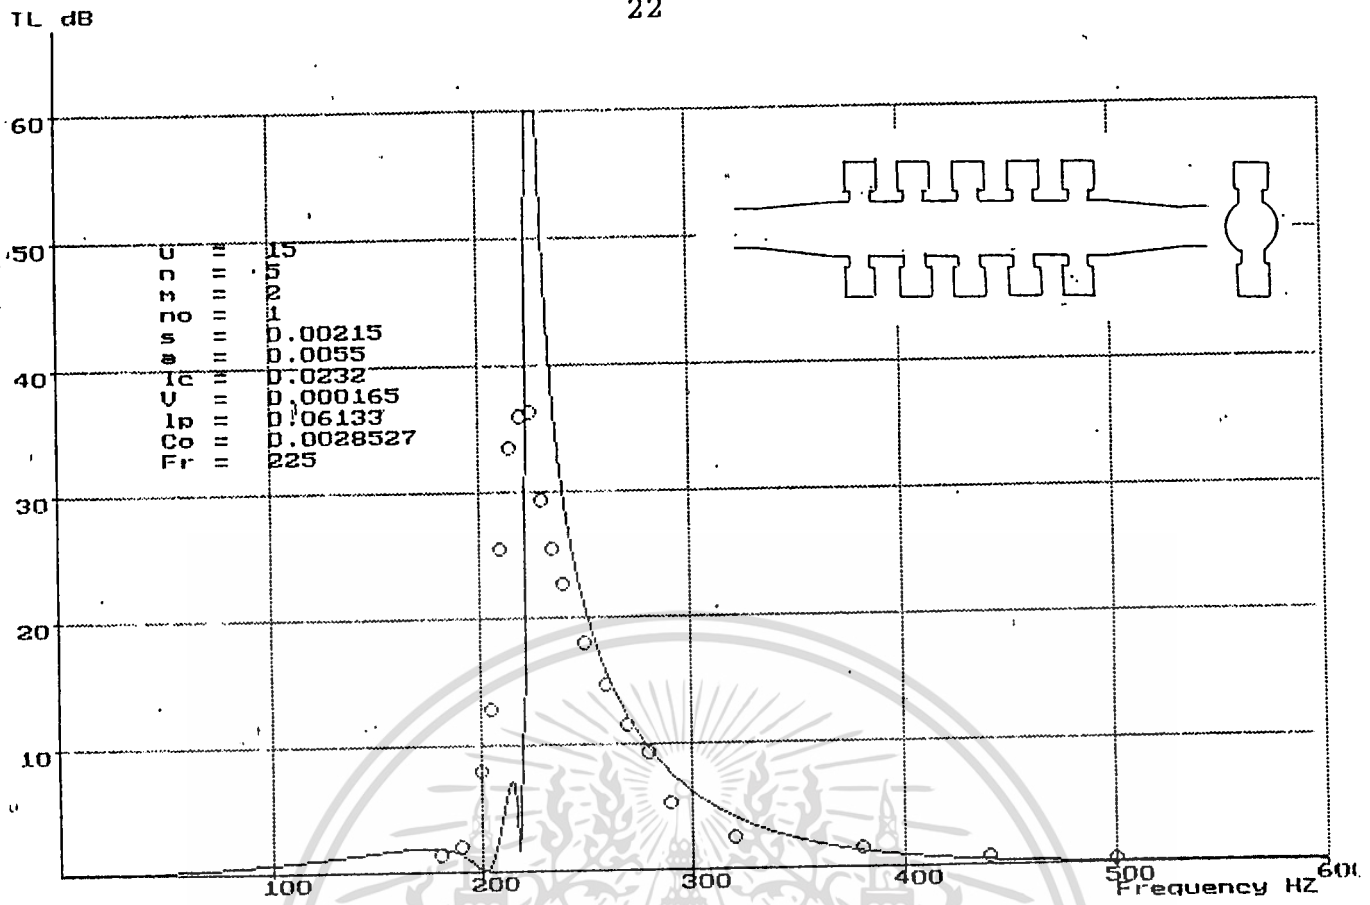 22
TL dB
60
50
40
30
20
10
U = 15
n = 5
m = 2
no = 1
s = 0.00215
a = 0.0055
lc = 0.0232
V = 0.000165
lp = 0.06133
Co = 0.0028527
Fr = 225
100 200 300 400 500 600
Frequency HZ